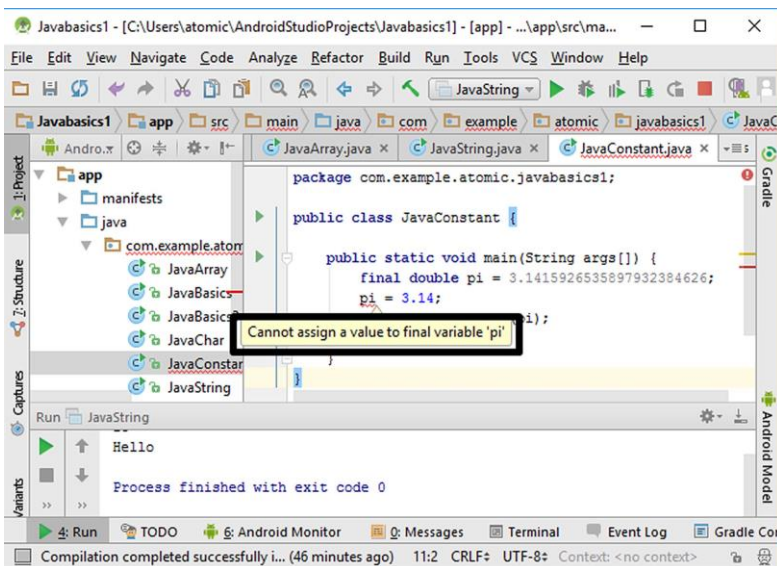 Javabasics1 - [C:\Users\atomic\AndroidStudioProjects\Javabasics1] - [app] - ...\app\src\ma...
File Edit View Navigate Code Analyze Refactor Build Run Tools VCS Window Help
JavaString
Javabasics1 app src main java com example atomic javabasics1 JavaC
Andro... JavaArray.java JavaString.java JavaConstant.java
1: Project
7: Structure
Captures
Variants
app
manifests
java
com.example.atom
JavaArray
JavaBasics
JavaBasics
JavaChar
JavaConstar
JavaString
package com.example.atomic.javabasics1;
public class JavaConstant {
public static void main(String args[]) {
final double pi = 3.1415926535897932384626;
pi = 3.14;
pi);
Cannot assign a value to final variable 'pi'
}
}
Gradle
Android Model
Run JavaString
Hello
Process finished with exit code 0
4: Run TODO 6: Android Monitor 0: Messages Terminal Event Log Gradle Co
Compilation completed successfully i... (46 minutes ago) 11:2 CRLF UTF-8 Context: <no context>